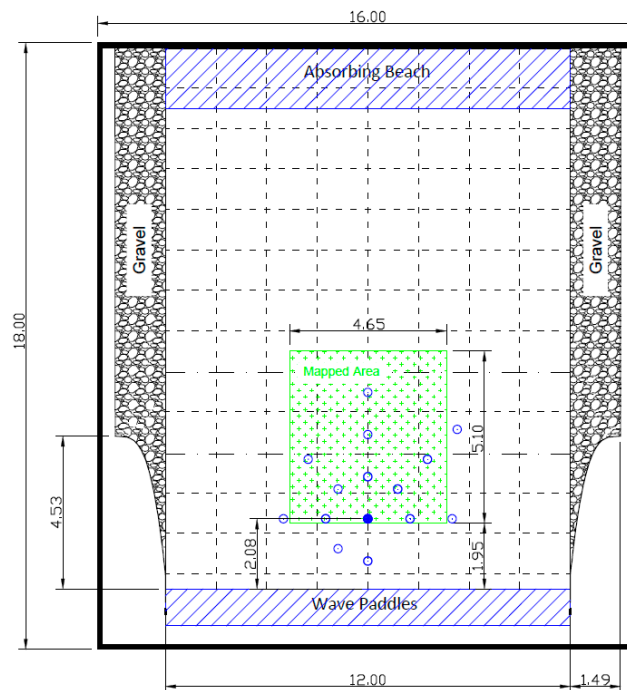 16.00
Absorbing Beach
Gravel
Gravel
18.00
4.65
Mapped Area
5.10
4.53
2.08
1.95
Wave Paddles
12.00
1.49